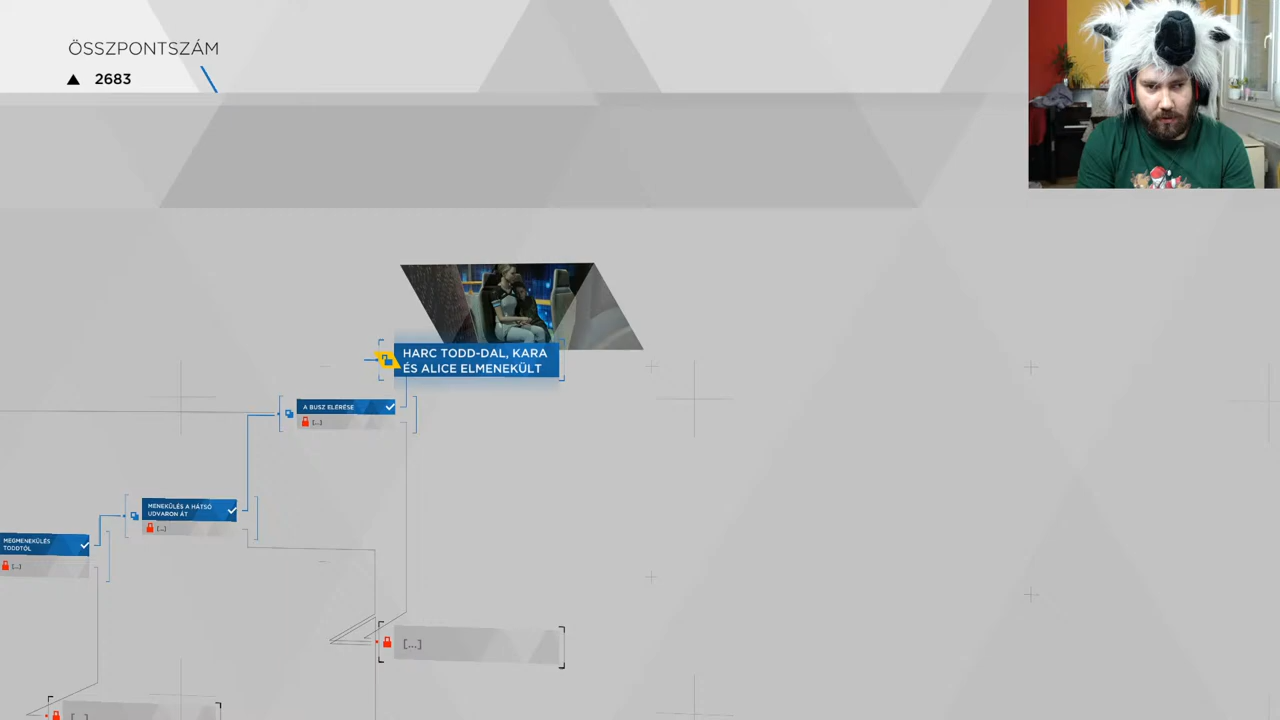 ÖSSZPONTSZÁM
▲ 2683
HARC TODD-DAL, KARA
ÉS ALICE ELMENEKÜLT
A BUSZ ELÉRÉSE
[...]
MENEKÜLÉS A HÁTSÓ
UDVARON ÁT
[...]
MEGMENEKÜLÉS
TODDTÓL
[...]
[...]
[...]